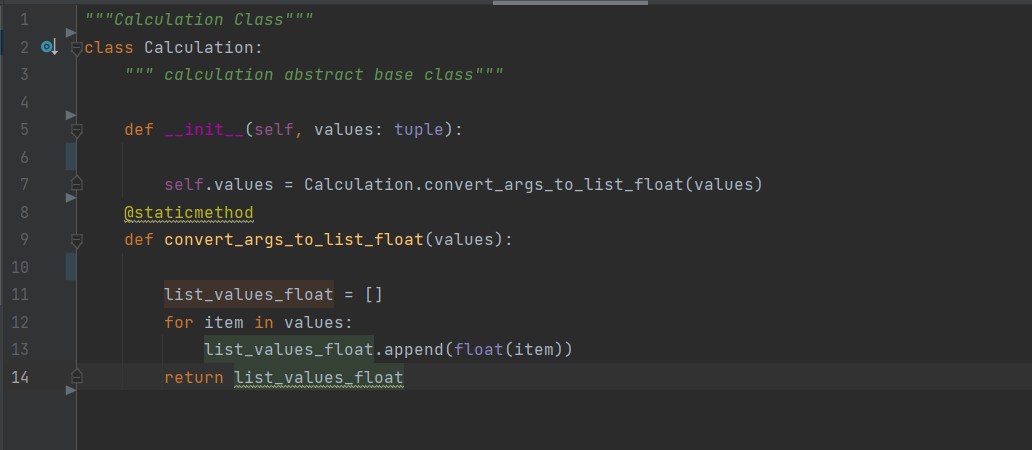 1 """Calculation Class"""
2 class Calculation:
3 """ calculation abstract base class"""
4
5 def __init__(self, values: tuple):
6
7 self.values = Calculation.convert_args_to_list_float(values)
8 @staticmethod
9 def convert_args_to_list_float(values):
10
11 list_values_float = []
12 for item in values:
13 list_values_float.append(float(item))
14 return list_values_float